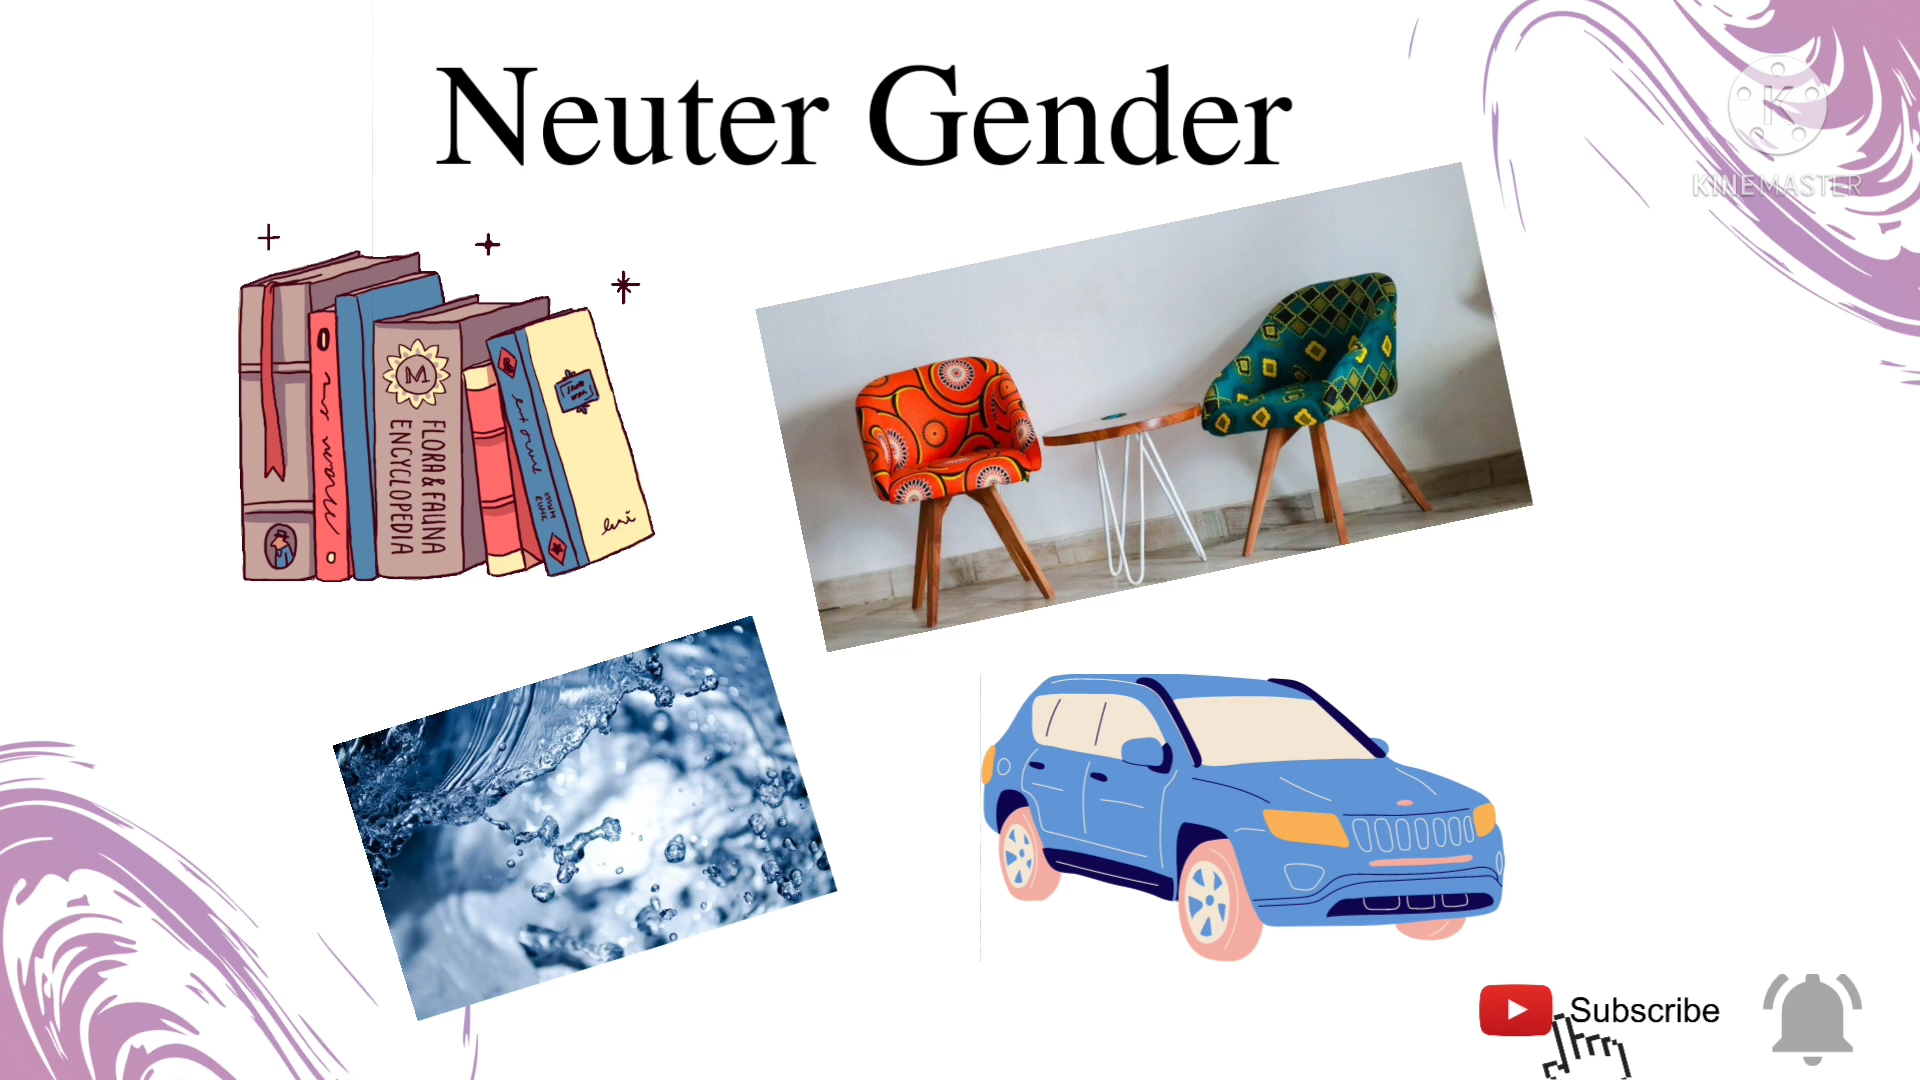 Neuter Gender
K
KINEMASTER
M
FLORA & FAUNA
ENCYCLOPEDIA
Subscribe